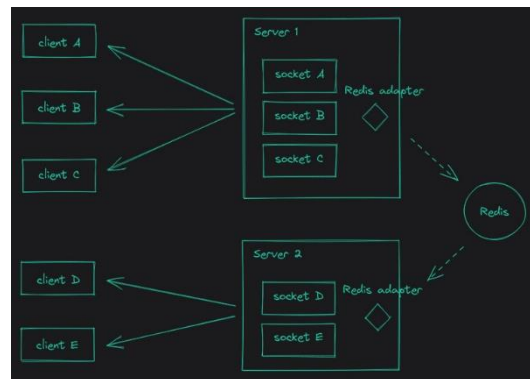 client A
client B
client C
Server 1
socket A
socket B
socket C
Redis adapter
Redis
client D
client E
Server 2
socket D
socket E
Redis adapter